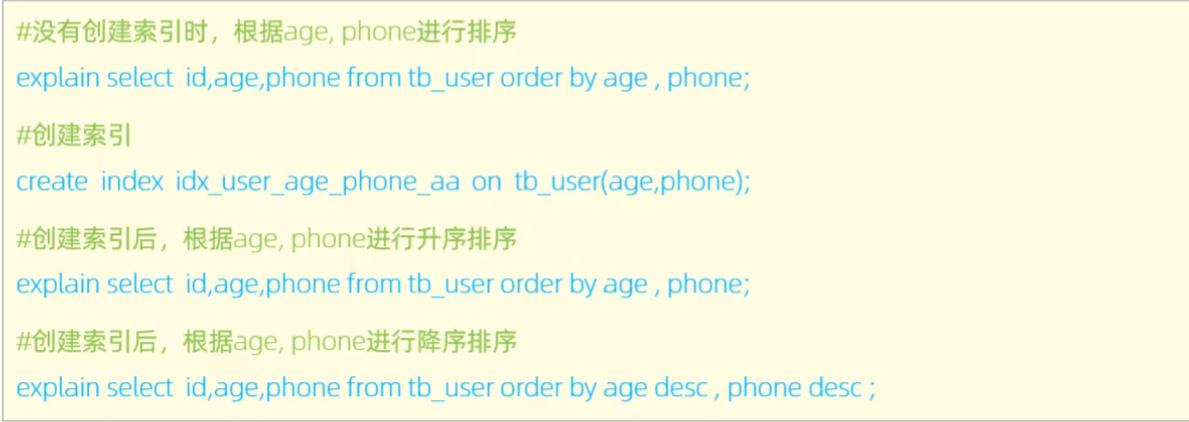 #没有创建索引时，根据age, phone进行排序
explain select id,age,phone from tb_user order by age , phone;
#创建索引
create index idx_user_age_phone_aa on tb_user(age,phone);
#创建索引后，根据age, phone进行升序排序
explain select id,age,phone from tb_user order by age , phone;
#创建索引后，根据age, phone进行降序排序
explain select id,age,phone from tb_user order by age desc , phone desc ;